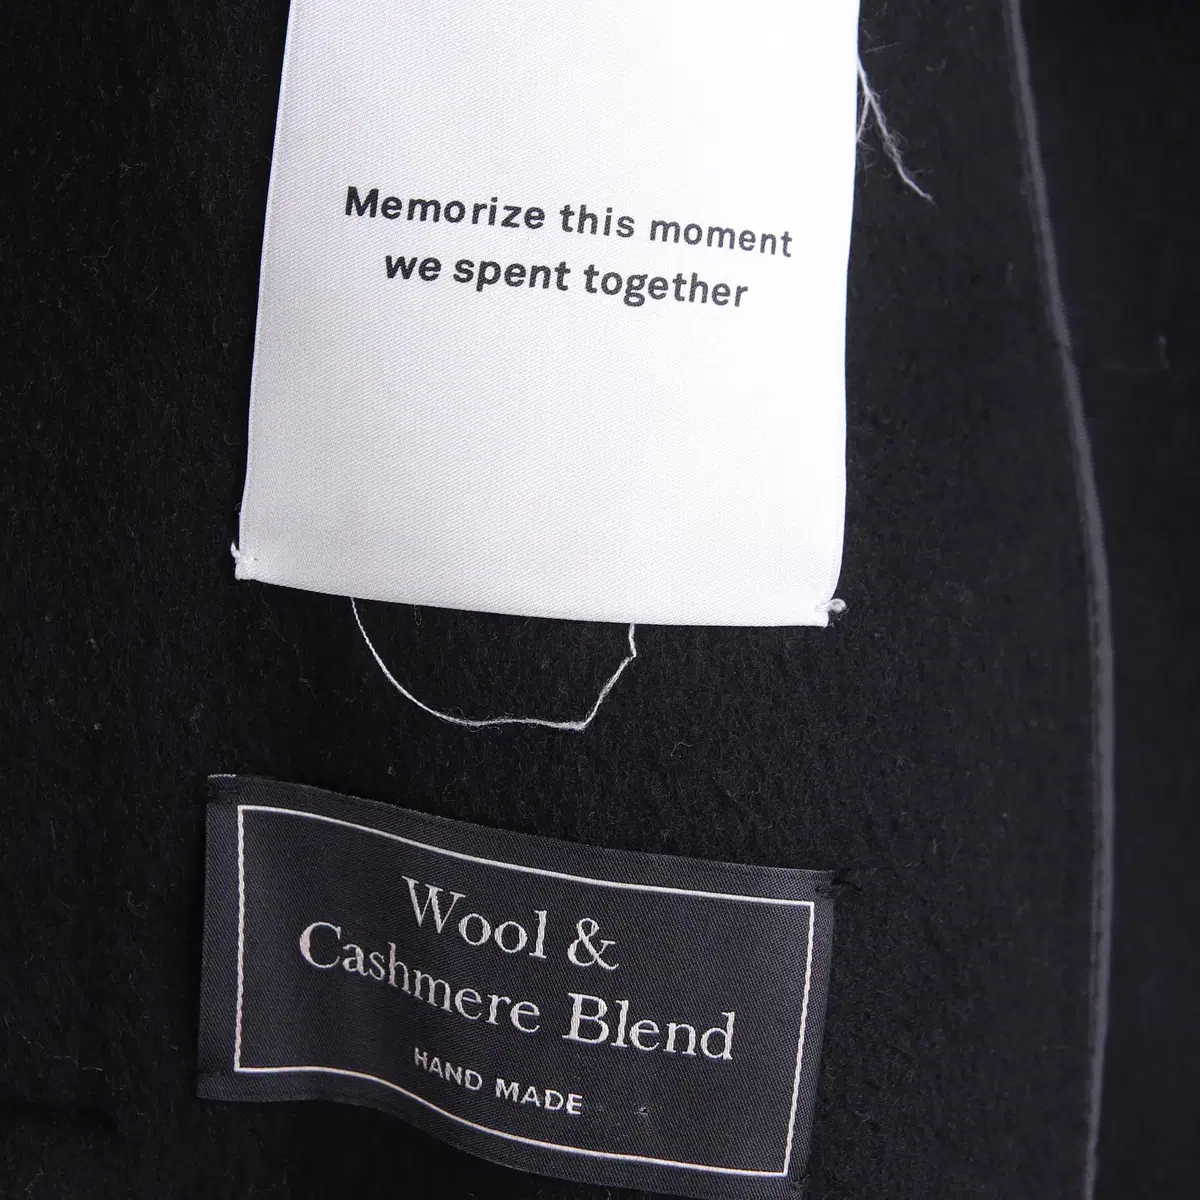 Memorize this moment
we spent together
Wool &
Cashmere Blend
HAND MADE